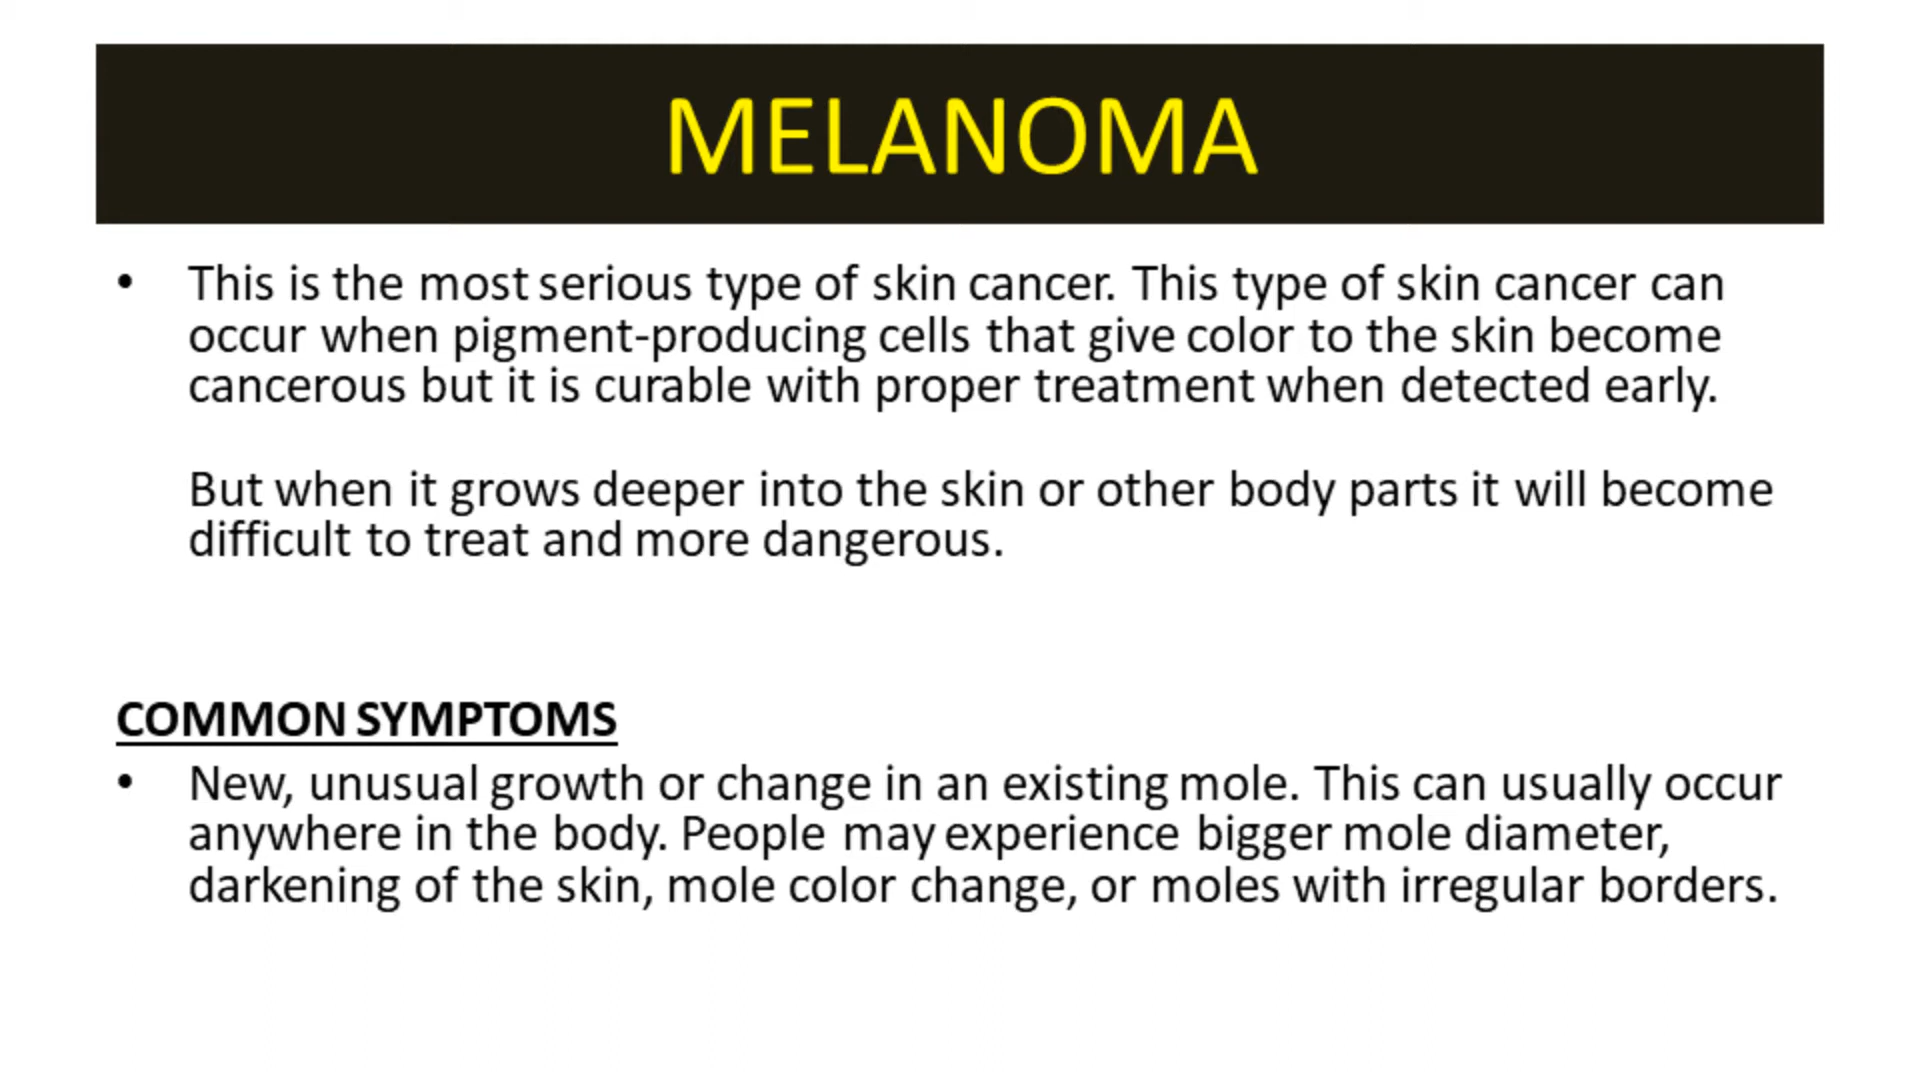 MELANOMA
• This is the most serious type of skin cancer. This type of skin cancer can
occur when pigment-producing cells that give color to the skin become
cancerous but it is curable with proper treatment when detected early.
But when it grows deeper into the skin or other body parts it will become
difficult to treat and more dangerous.
COMMON SYMPTOMS
• New, unusual growth or change in an existing mole. This can usually occur
anywhere in the body. People may experience bigger mole diameter,
darkening of the skin, mole color change, or moles with irregular borders.